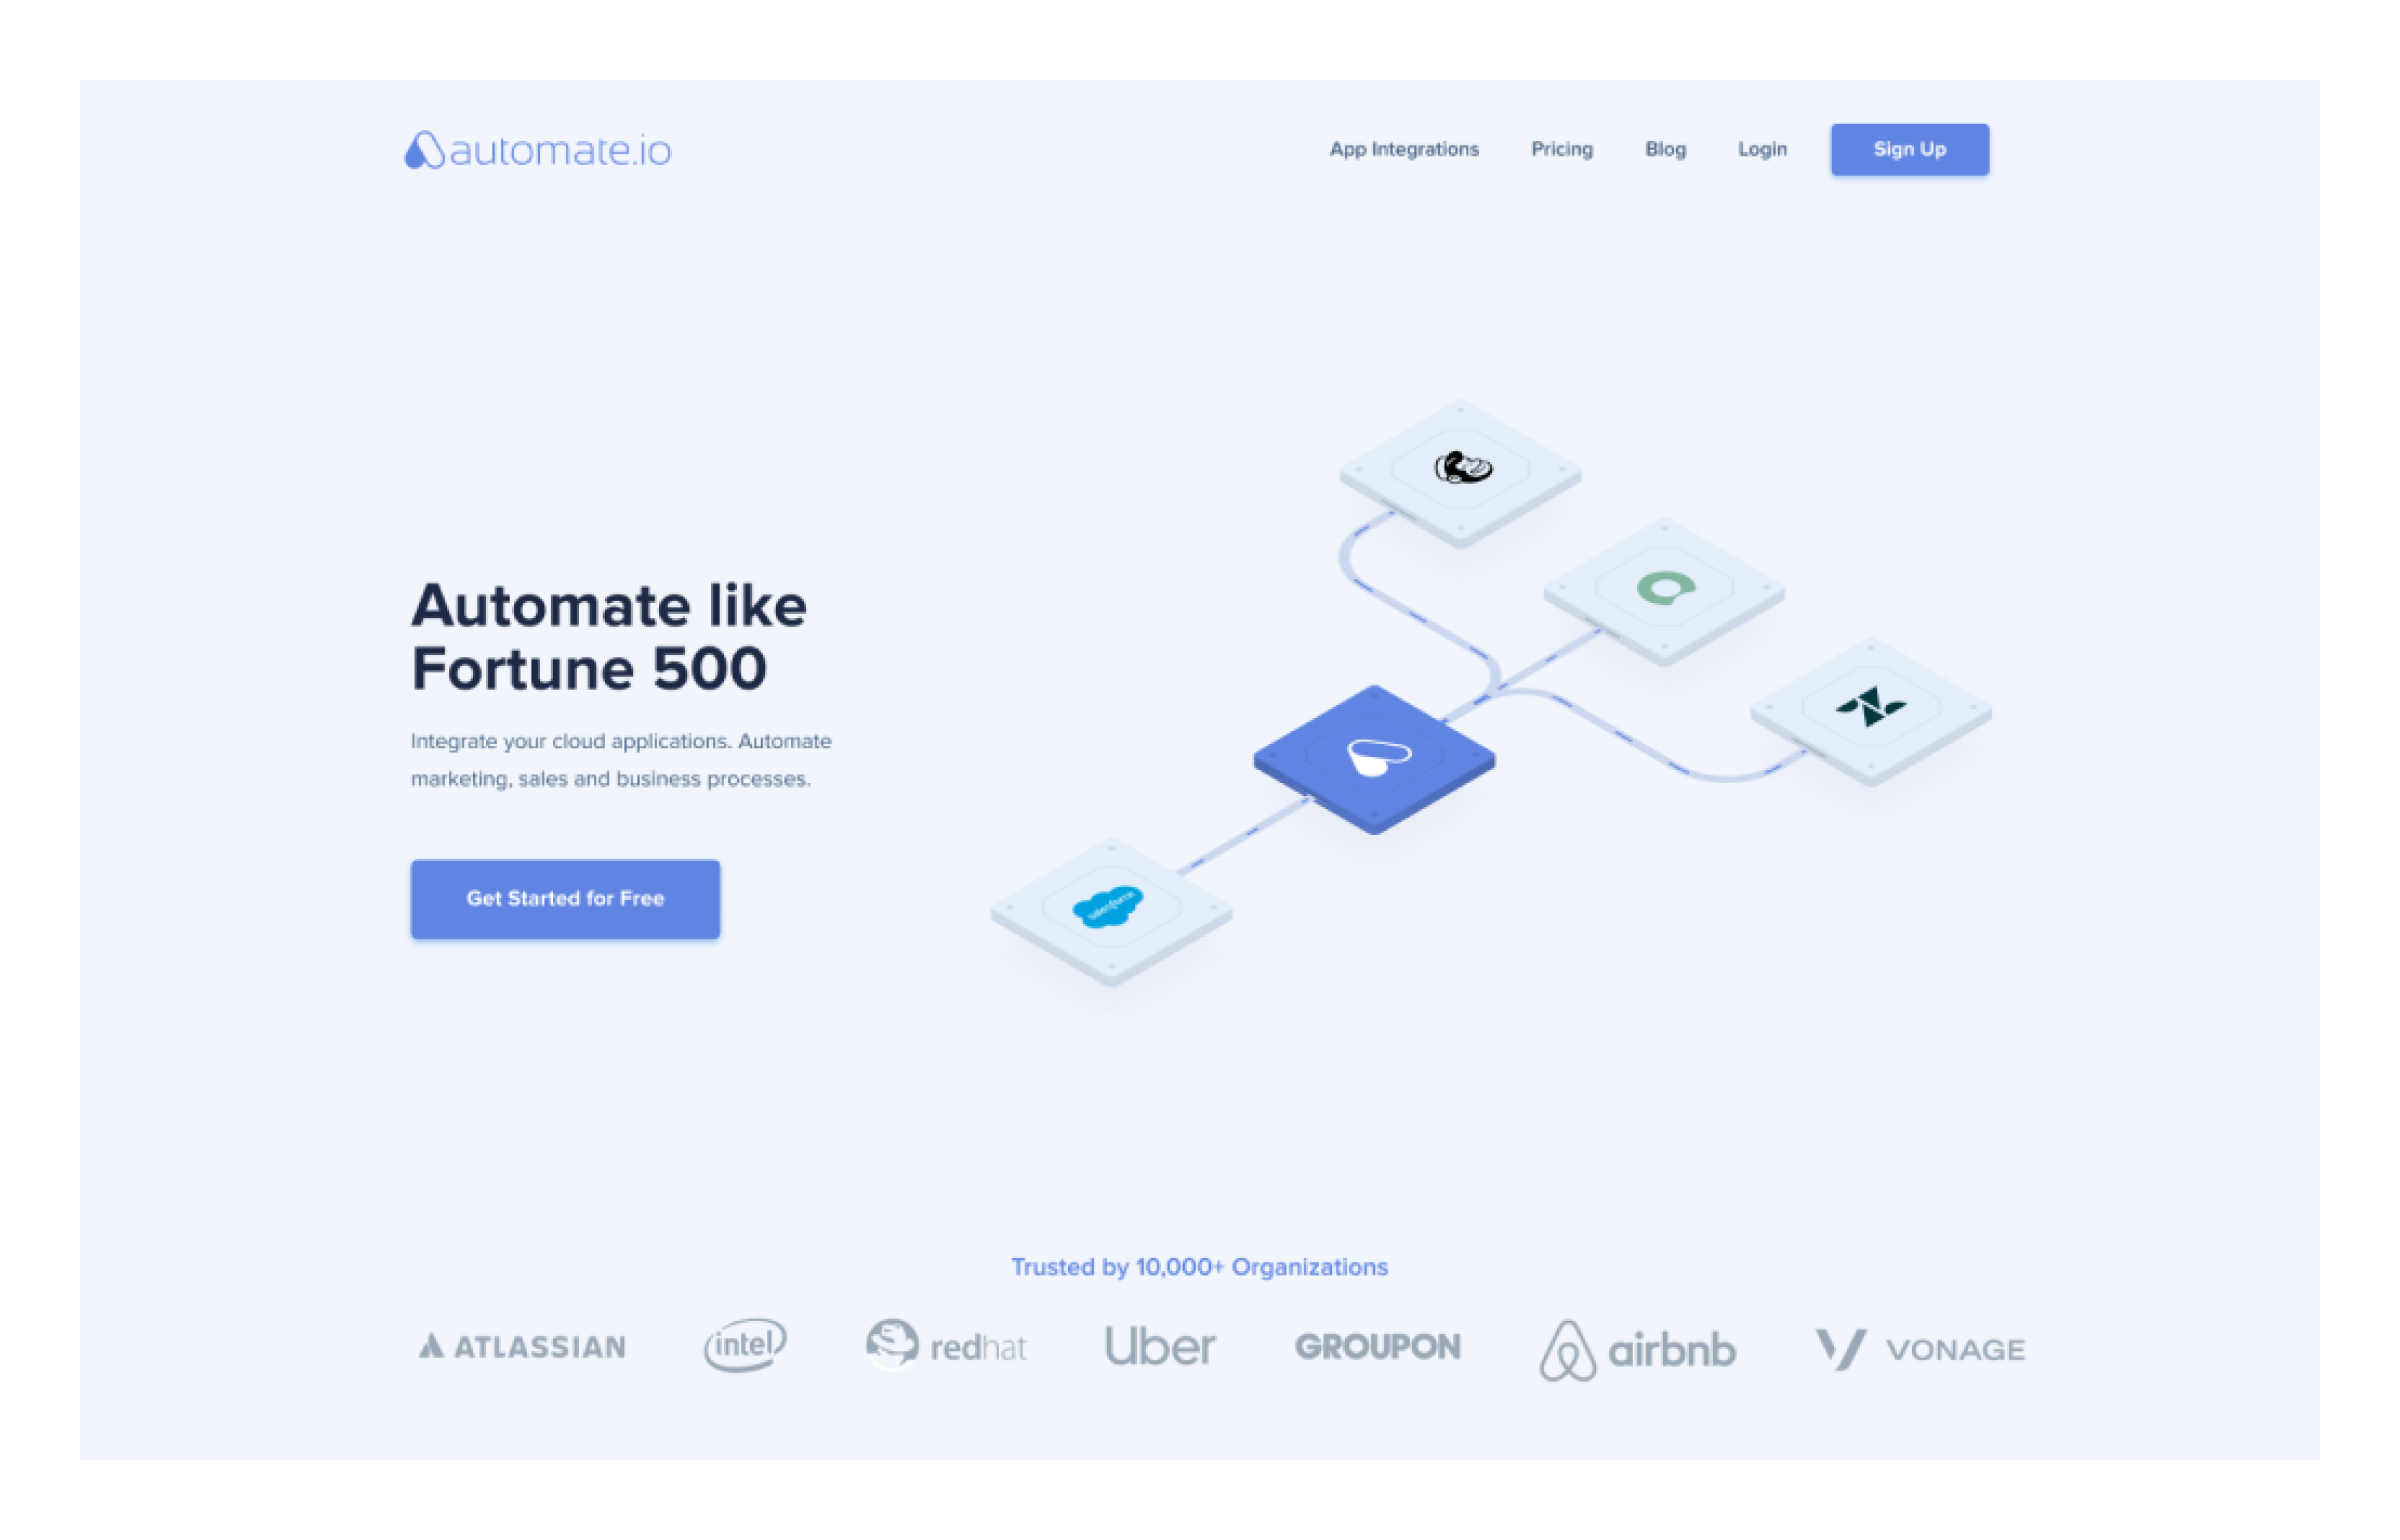 automate.io
App Integrations
Pricing
Blog
Login
Sign Up
Automate like
Fortune 500
Integrate your cloud applications. Automate
marketing, sales and business processes.
Get Started for Free
salesforce
Trusted by 10,000+ Organizations
ATLASSIAN
intel
redhat
Uber
GROUPON
airbnb
VONAGE